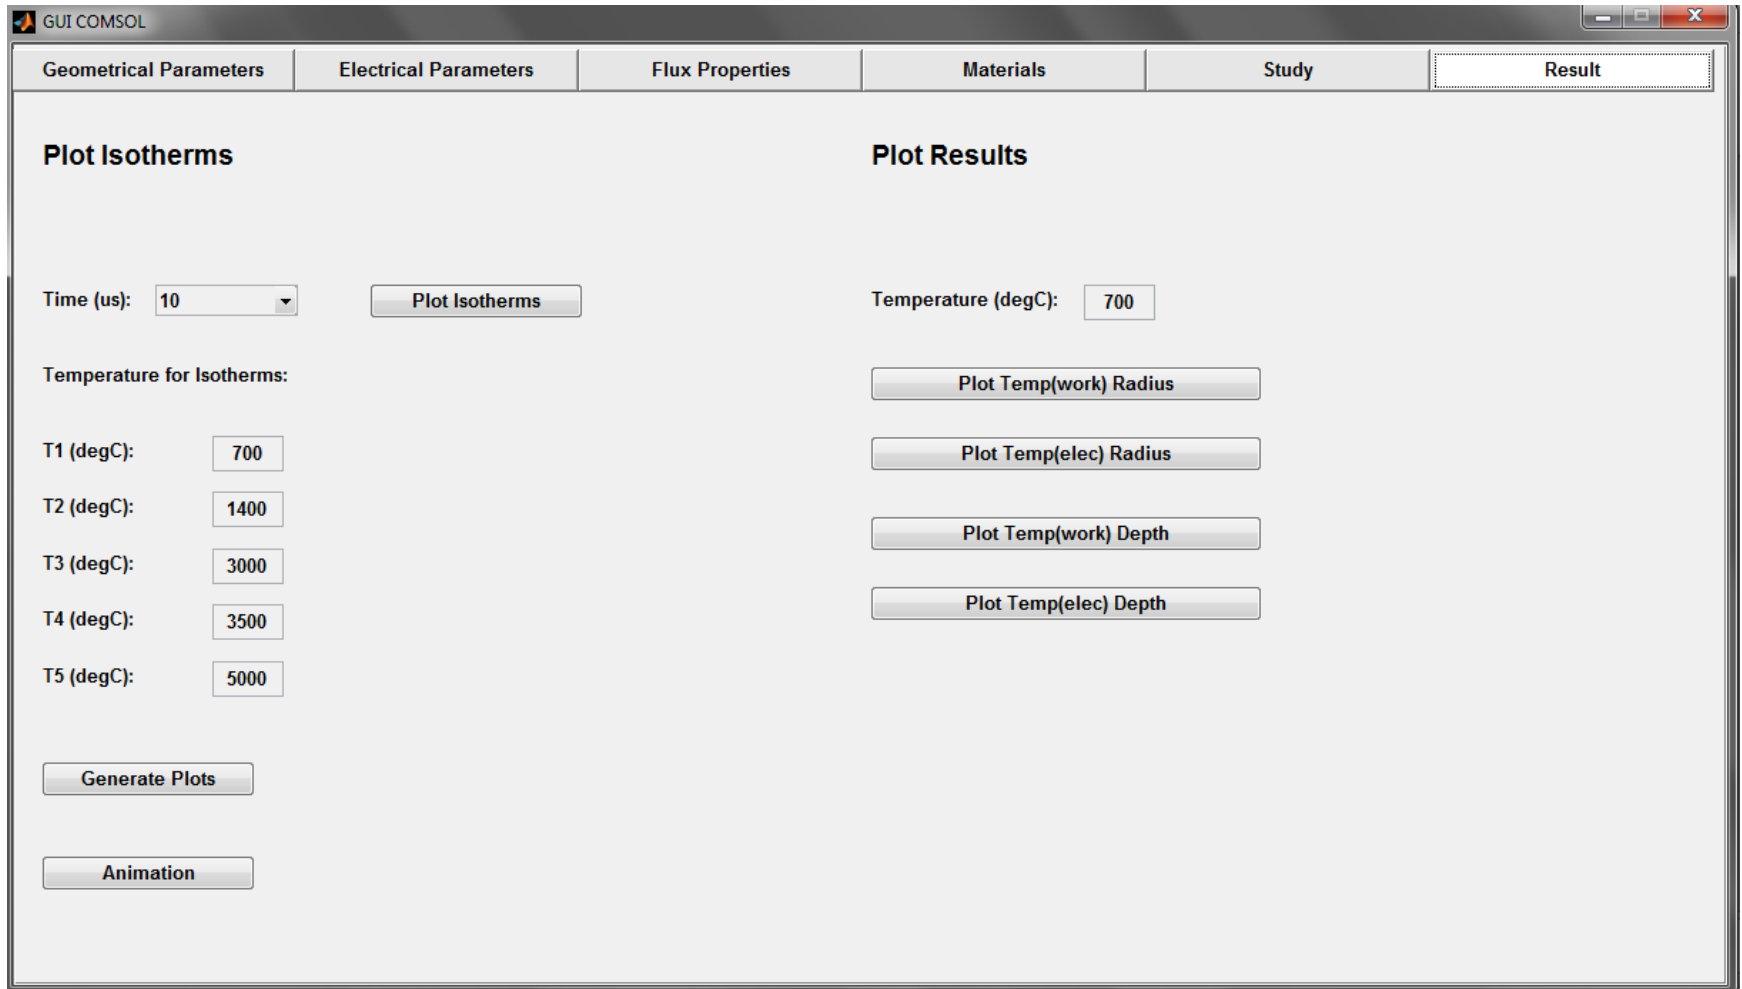 GUI COMSOL
Geometrical Parameters Electrical Parameters Flux Properties Materials Study Result
Plot Isotherms Plot Results
Time (us): 10 Plot Isotherms Temperature (degC): 700
Temperature for Isotherms: Plot Temp(work) Radius
T1 (degC): 700 Plot Temp(elec) Radius
T2 (degC): 1400 Plot Temp(work) Depth
T3 (degC): 3000
T4 (degC): 3500 Plot Temp(elec) Depth
T5 (degC): 5000
Generate Plots
Animation